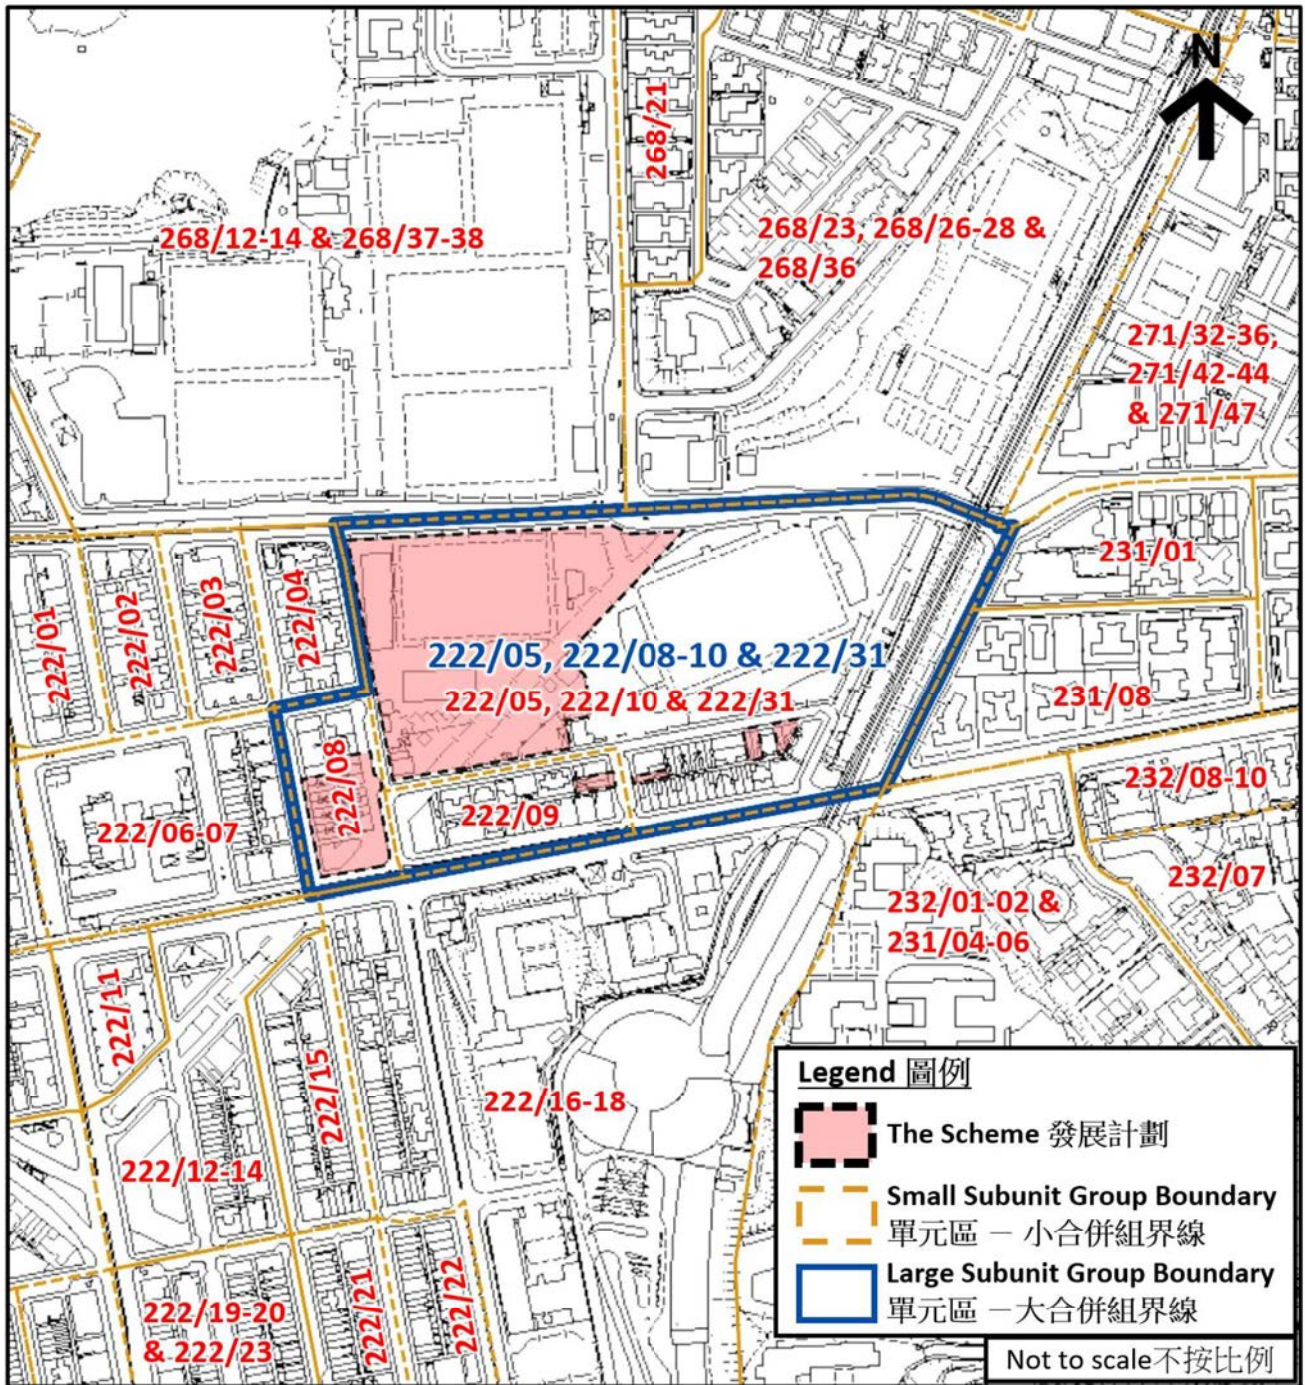 N
268/21
268/12-14 & 268/37-38
268/23, 268/26-28 &
268/36
271/32-36,
271/42-44
& 271/47
231/01
222/01
222/02
222/03
222/04
222/05, 222/08-10 & 222/31
222/05, 222/10 & 222/31
231/08
222/08
222/09
222/06-07
232/08-10
232/07
232/01-02 &
231/04-06
222/11
222/15
222/16-18
222/12-14
222/19-20
& 222/23
222/21
222/22
Legend 圖例
The Scheme 發展計劃
Small Subunit Group Boundary
單元區 － 小合併組界線
Large Subunit Group Boundary
單元區 －大合併組界線
Not to scale不按比例